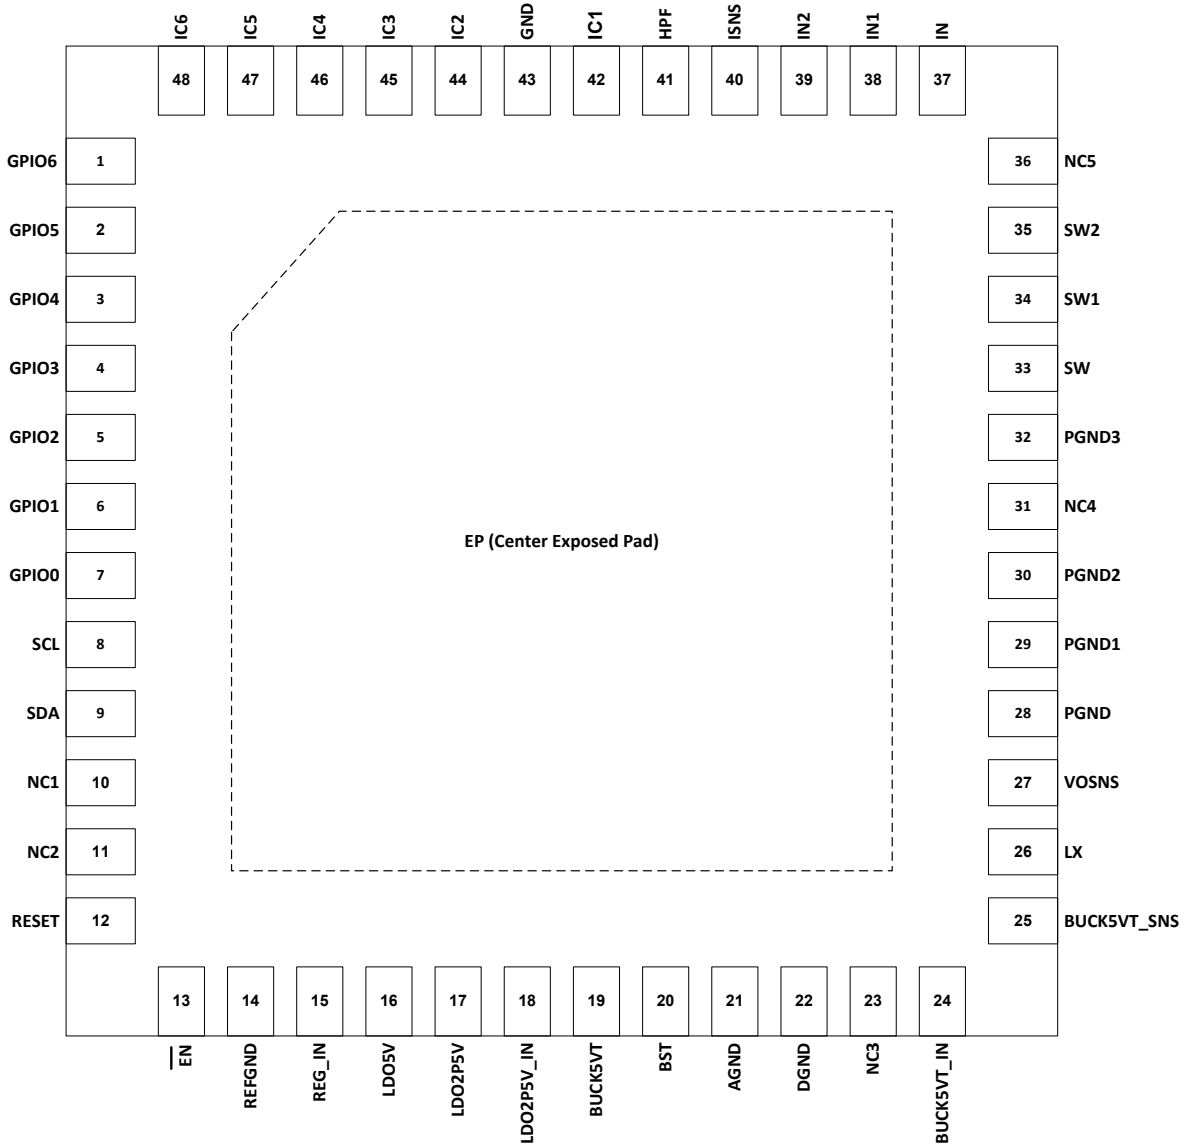 IC6 IC5 IC4 IC3 IC2 GND IC1 HPF ISNS IN2 IN1 IN
48 47 46 45 44 43 42 41 40 39 38 37
GPIO6 1 36 NC5
GPIO5 2 35 SW2
GPIO4 3 34 SW1
GPIO3 4 33 SW
GPIO2 5 32 PGND3
GPIO1 6 31 NC4
EP (Center Exposed Pad)
GPIO0 7 30 PGND2
SCL 8 29 PGND1
SDA 9 28 PGND
NC1 10 27 VOSNS
NC2 11 26 LX
RESET 12 25 BUCK5VT_SNS
13 14 15 16 17 18 19 20 21 22 23 24
EN REFGND REG_IN LDO5V LDO2P5V LDO2P5V_IN BUCK5VT BST AGND DGND NC3 BUCK5VT_IN